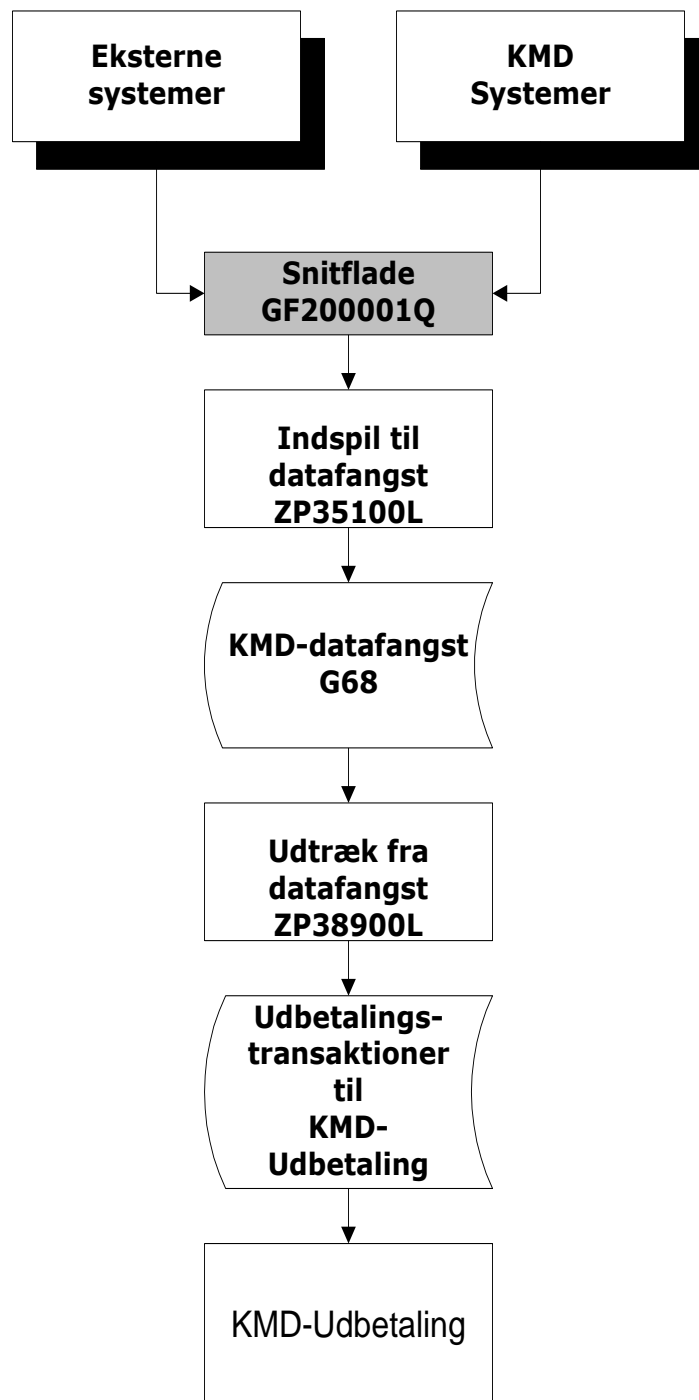 Eksterne
systemer
KMD
Systemer
Snitflade
GF200001Q
Indspil til
datafangst
ZP35100L
KMD-datafangst
G68
Udtræk fra
datafangst
ZP38900L
Udbetalings-
transaktioner
til
KMD-
Udbetaling
KMD-Udbetaling